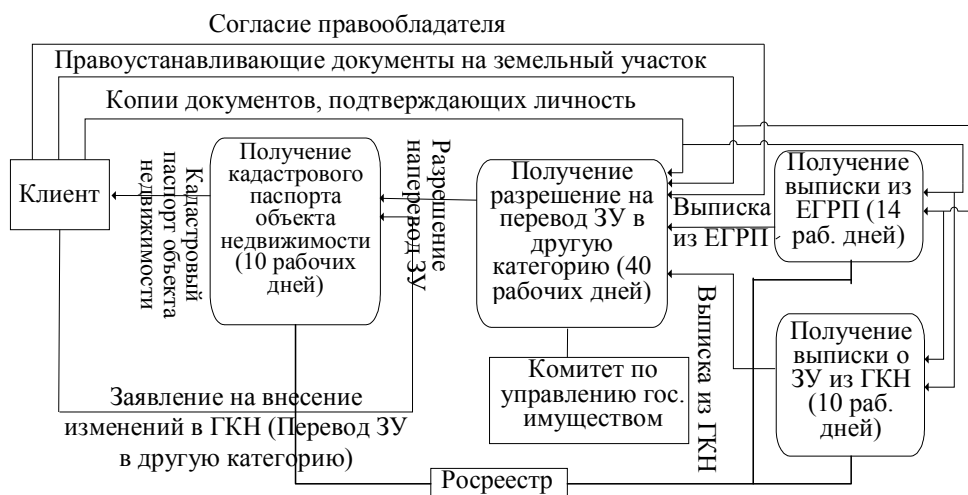 Согласие правообладателя
Правоустанавливающие документы на земельный участок
Копии документов, подтверждающих личность
Клиент
Кадастровый
паспорт объекта
недвижимости
Получение
кадастрового
паспорта
объекта
недвижимости
(10 рабочих
дней)
Разрешение
наперевод ЗУ
Получение
разрешение на
перевод ЗУ в
другую
категорию (40
рабочих дней)
Выписка
из ЕГРП
Получение
выписки из
ЕГРП (14
раб. дней)
Выписка из ГКН
Получение
выписки о
ЗУ из ГКН
(10 раб.
дней)
Комитет по
управлению гос.
имуществом
Заявление на внесение
изменений в ГКН (Перевод ЗУ
в другую категорию)
Росреестр